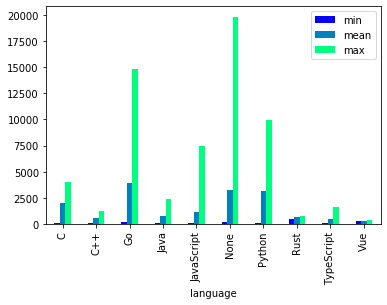 20000
17500
15000
12500
10000
7500
5000
2500
0
min
mean
max
C
C++
Go
Java
JavaScript
None
Python
Rust
TypeScript
Vue
language